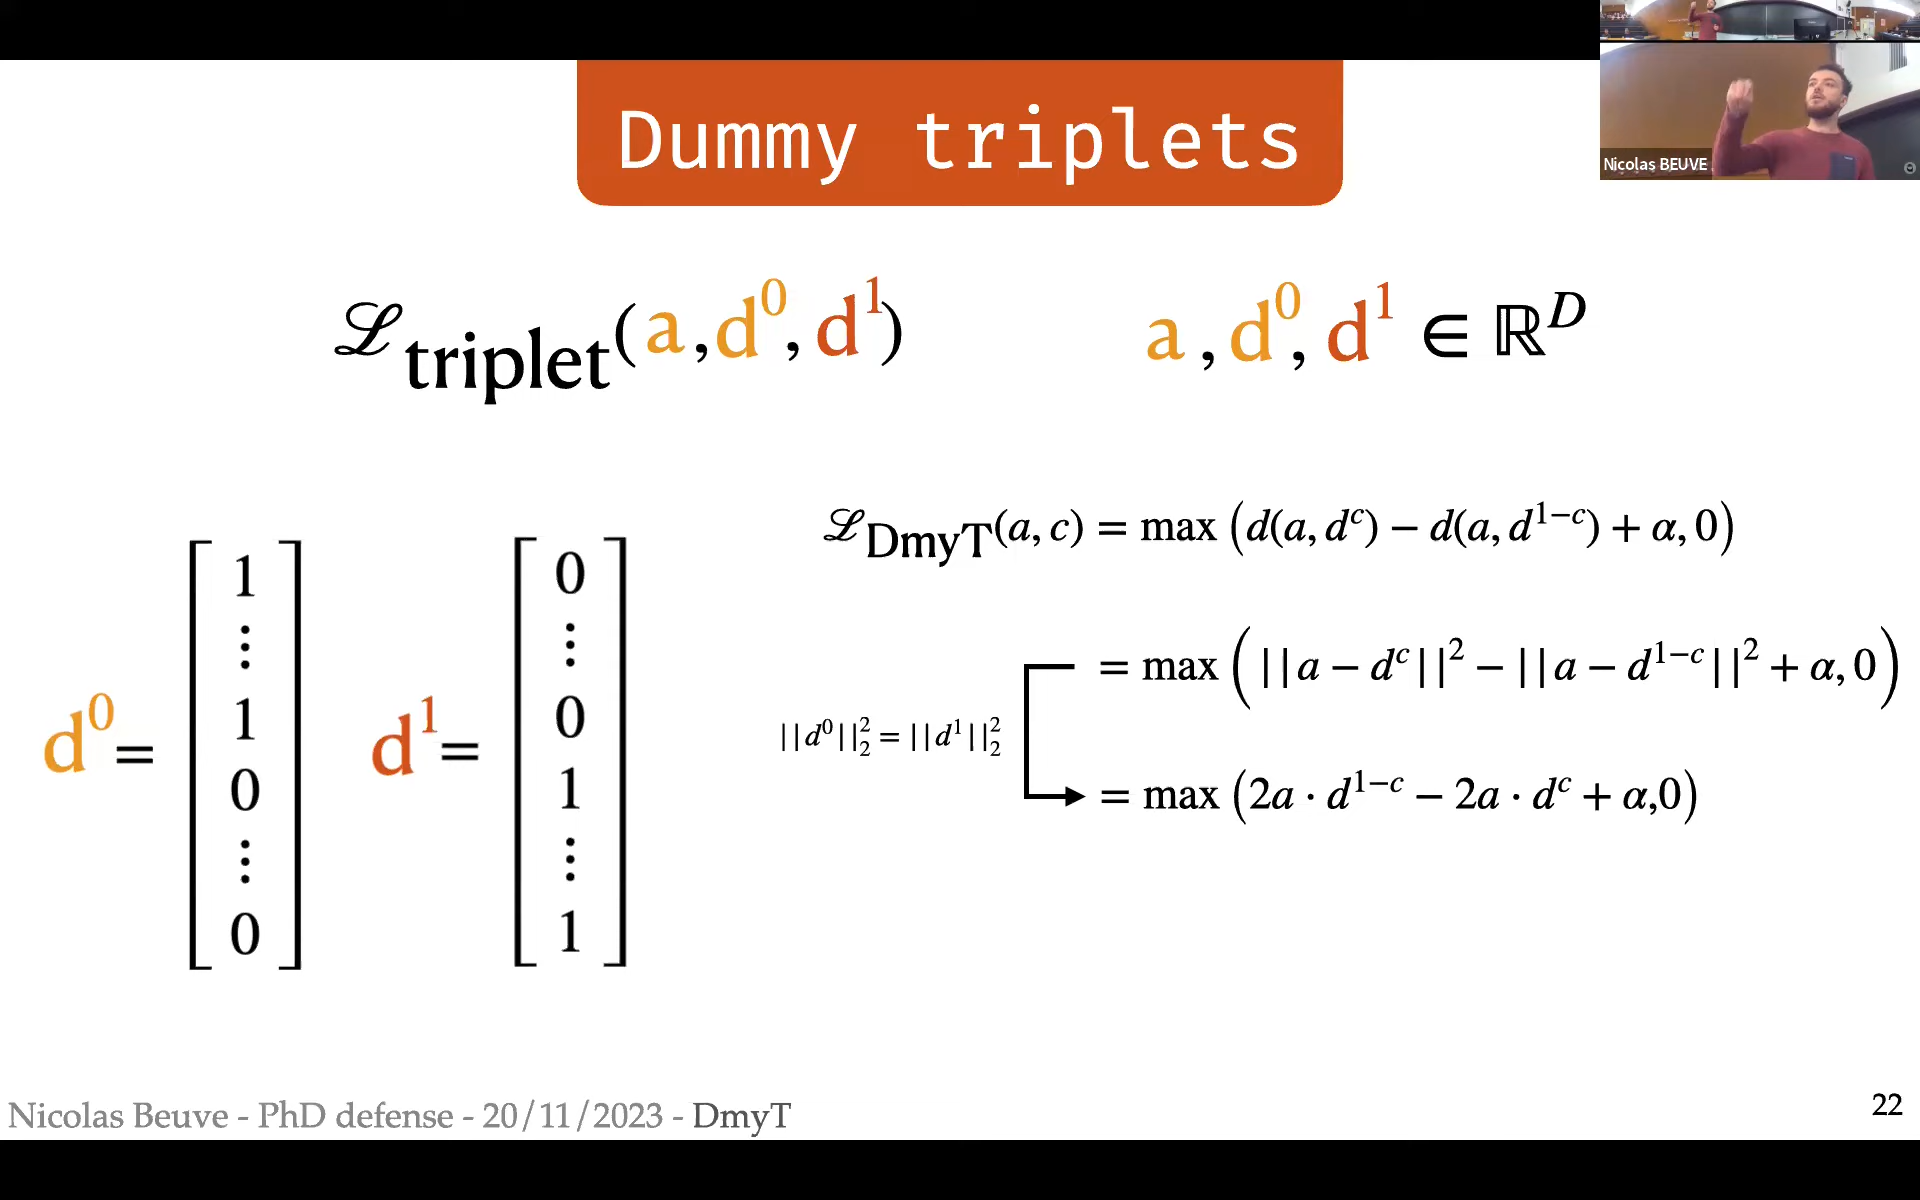 Dummy triplets
Nicolas BEUVE
ℒtriplet(a, d⁰, d¹)
a, d⁰, d¹ ∈ ℝᴰ
d⁰ = [1 ⋮ 1 0 ⋮ 0]
d¹ = [0 ⋮ 0 1 ⋮ 1]
ℒDmyT(a, c) = max (d(a, dᶜ) − d(a, d¹⁻ᶜ) + α, 0)
= max (||a − dᶜ||² − ||a − d¹⁻ᶜ||² + α, 0)
||d⁰||₂² = ||d¹||₂²
= max (2a · d¹⁻ᶜ − 2a · dᶜ + α,0)
Nicolas Beuve - PhD defense - 20/11/2023 - DmyT
22